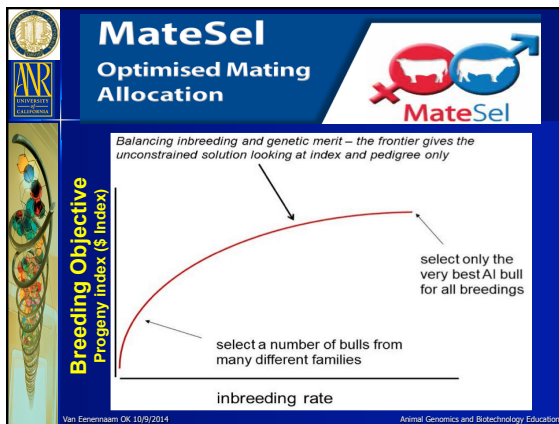 MateSel
Optimised Mating
Allocation
MateSel
ANR
UNIVERSITY
of
CALIFORNIA
Balancing inbreeding and genetic merit – the frontier gives the
unconstrained solution looking at index and pedigree only
Breeding Objective
Progeny index ($ Index)
select only the
very best AI bull
for all breedings
select a number of bulls from
many different families
inbreeding rate
Van Eenennaam OK 10/9/2014
Animal Genomics and Biotechnology Education